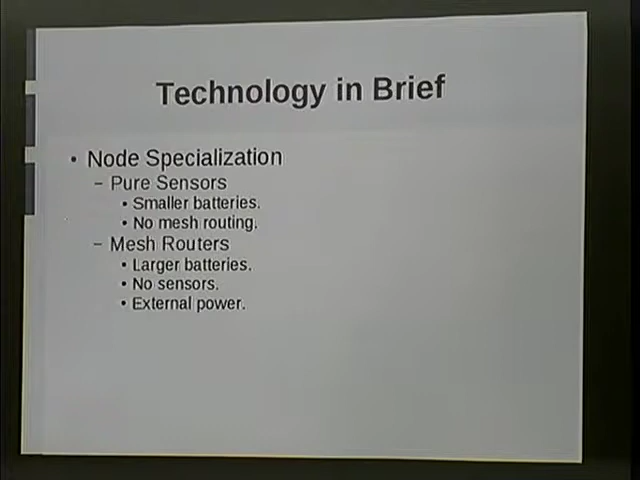 Technology in Brief
• Node Specialization
– Pure Sensors
• Smaller batteries.
• No mesh routing.
– Mesh Routers
• Larger batteries.
• No sensors.
• External power.